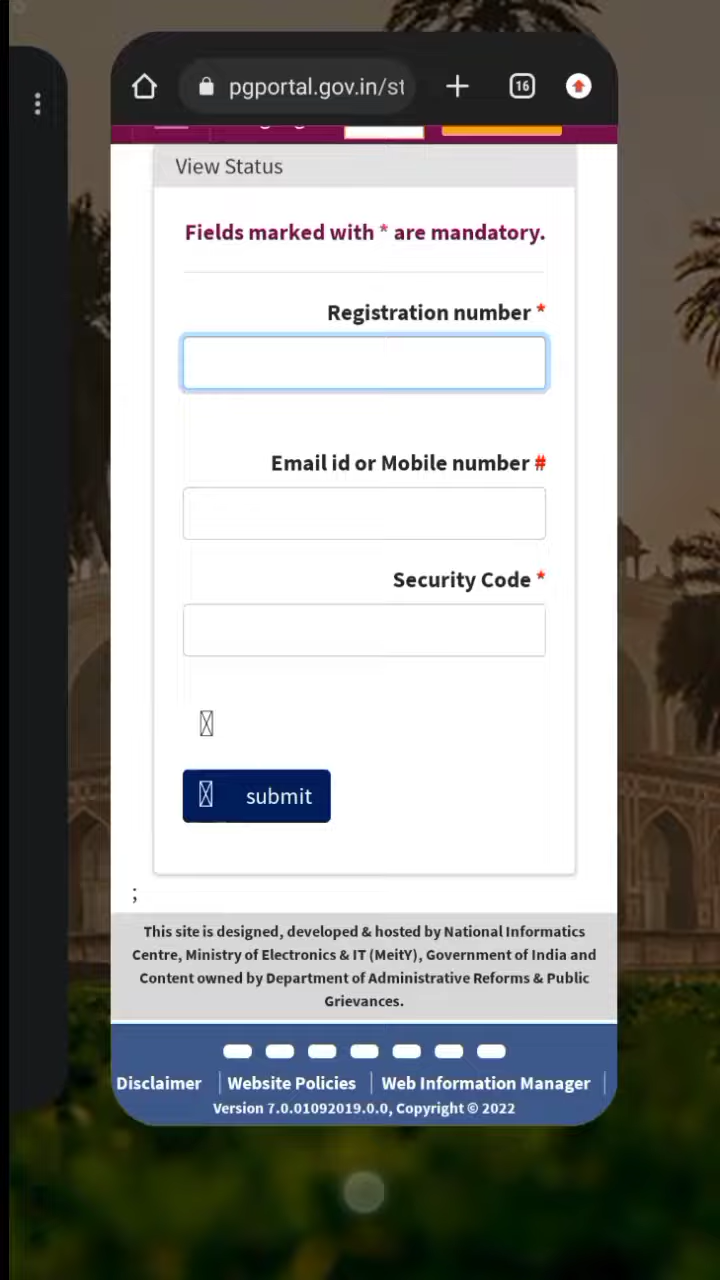 pgportal.gov.in/st
16
View Status
Fields marked with * are mandatory.
Registration number *
Email id or Mobile number #
Security Code *
submit
;
This site is designed, developed & hosted by National Informatics
Centre, Ministry of Electronics & IT (MeitY), Government of India and
Content owned by Department of Administrative Reforms & Public
Grievances.
Disclaimer | Website Policies | Web Information Manager |
Version 7.0.01092019.0.0, Copyright © 2022